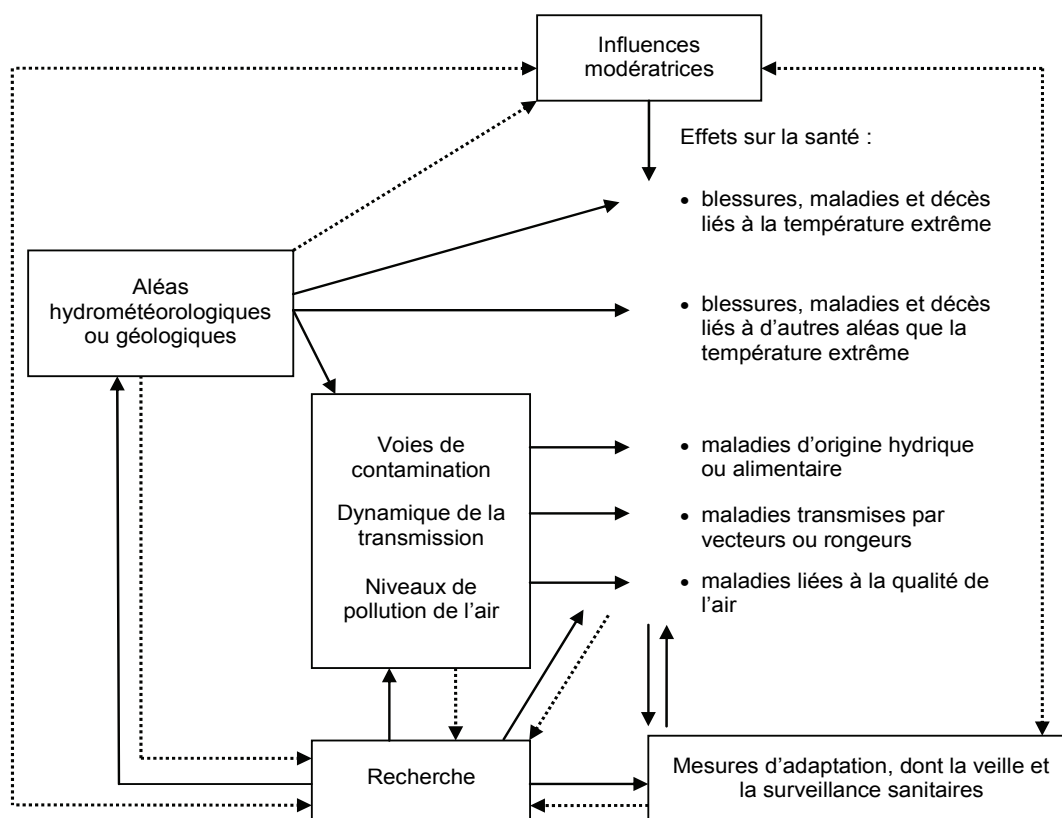 Influences
modératrices
Effets sur la santé :
• blessures, maladies et décès
liés à la température extrême
Aléas
hydrométéorologiques
ou géologiques
• blessures, maladies et décès
liés à d’autres aléas que la
température extrême
Voies de
contamination
• maladies d’origine hydrique
ou alimentaire
Dynamique de la
transmission
• maladies transmises par
vecteurs ou rongeurs
Niveaux de
pollution de l’air
• maladies liées à la qualité de
l’air
Recherche
Mesures d’adaptation, dont la veille et
la surveillance sanitaires